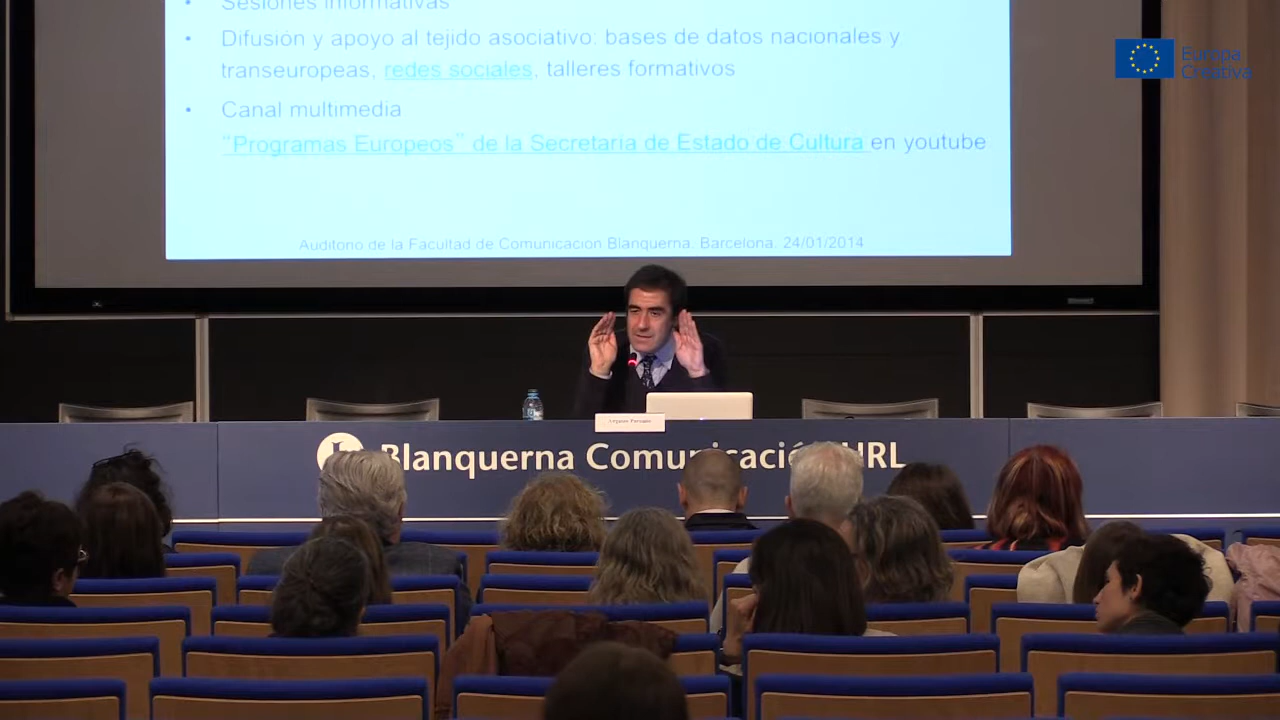 • Sesiones informativas
• Difusión y apoyo al tejido asociativo: bases de datos nacionales y
transeuropeas, redes sociales, talleres formativos
• Canal multimedia
“Programas Europeos” de la Secretaría de Estado de Cultura en youtube
Auditorio de la Facultad de Comunicación Blanquerna. Barcelona. 24/01/2014
Europa
Creativa
Blanquerna Comunicació URL